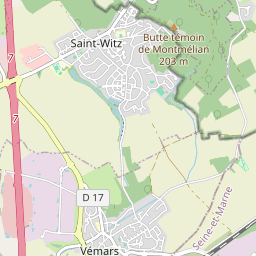 Saint-Witz
Butte témoin
de Montmélian
203 m
7
7
D 17
Seine-et-Marne
Vémars